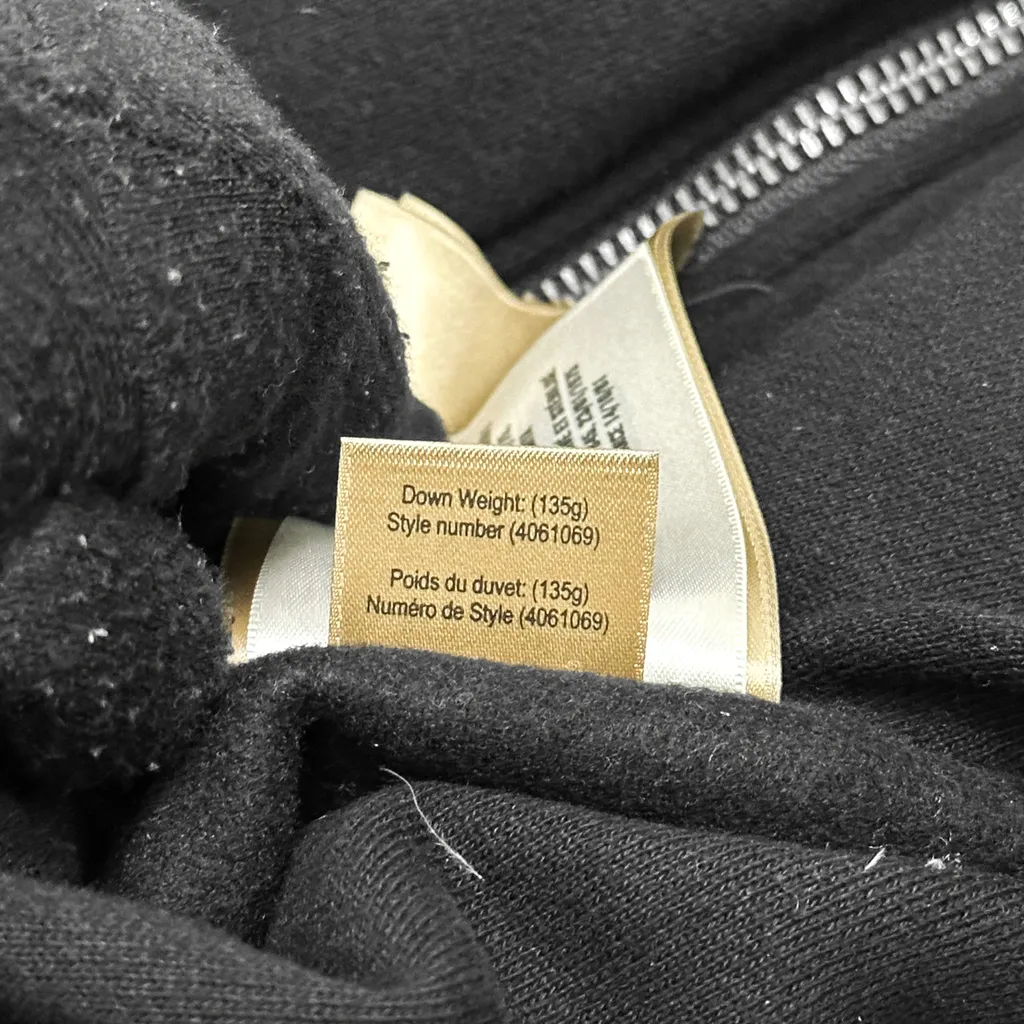 Down Weight: (135g)
Style number (4061069)
Poids du duvet: (135g)
Numéro de Style (4061069)